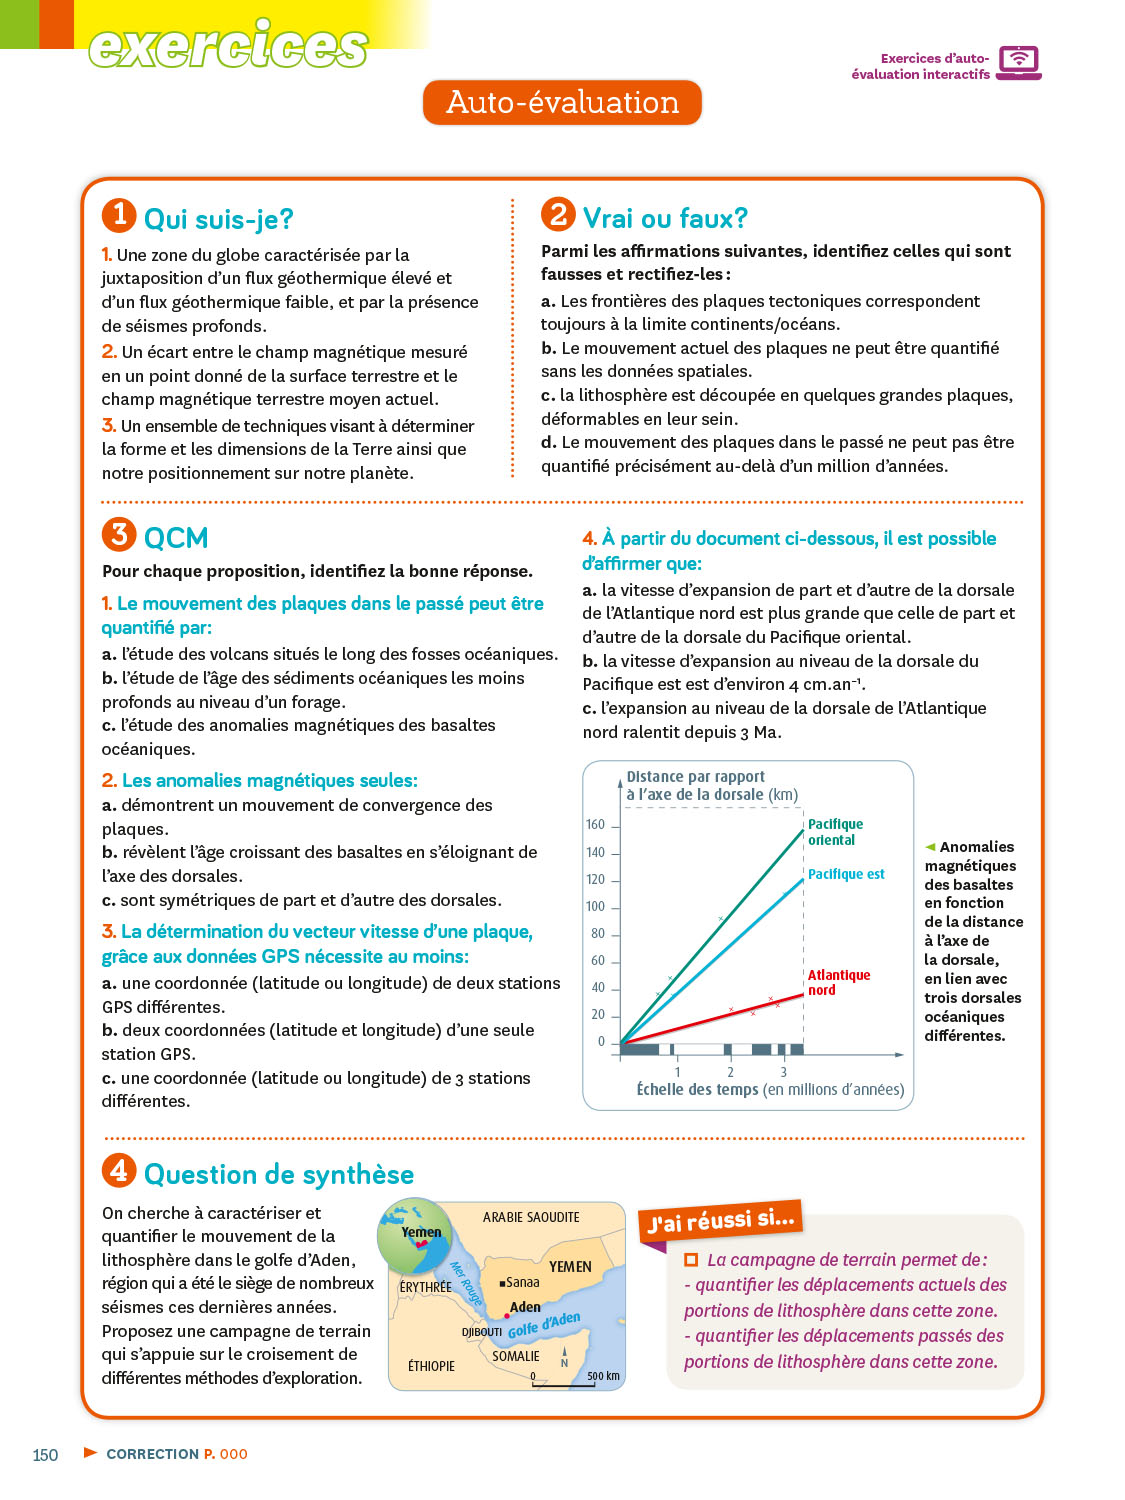 exercices
Exercices d'auto-
évaluation interactifs
Auto-évaluation
1 Qui suis-je?
1. Une zone du globe caractérisée par la
juxtaposition d'un flux géothermique élevé et
d'un flux géothermique faible, et par la présence
de séismes profonds.
2. Un écart entre le champ magnétique mesuré
en un point donné de la surface terrestre et le
champ magnétique terrestre moyen actuel.
3. Un ensemble de techniques visant à déterminer
la forme et les dimensions de la Terre ainsi que
notre positionnement sur notre planète.
2 Vrai ou faux?
Parmi les affirmations suivantes, identifiez celles qui sont
fausses et rectifiez-les :
a. Les frontières des plaques tectoniques correspondent
toujours à la limite continents/océans.
b. Le mouvement actuel des plaques ne peut être quantifié
sans les données spatiales.
c. la lithosphère est découpée en quelques grandes plaques,
déformables en leur sein.
d. Le mouvement des plaques dans le passé ne peut pas être
quantifié précisément au-delà d'un million d'années.
3 QCM
Pour chaque proposition, identifiez la bonne réponse.
1. Le mouvement des plaques dans le passé peut être
quantifié par:
a. l'étude des volcans situés le long des fosses océaniques.
b. l'étude de l'âge des sédiments océaniques les moins
profonds au niveau d'un forage.
c. l'étude des anomalies magnétiques des basaltes
océaniques.
2. Les anomalies magnétiques seules:
a. démontrent un mouvement de convergence des
plaques.
b. révèlent l'âge croissant des basaltes en s'éloignant de
l'axe des dorsales.
c. sont symétriques de part et d'autre des dorsales.
3. La détermination du vecteur vitesse d'une plaque,
grâce aux données GPS nécessite au moins:
a. une coordonnée (latitude ou longitude) de deux stations
GPS différentes.
b. deux coordonnées (latitude et longitude) d'une seule
station GPS.
c. une coordonnée (latitude ou longitude) de 3 stations
différentes.
4. À partir du document ci-dessous, il est possible
d'affirmer que:
a. la vitesse d'expansion de part et d'autre de la dorsale
de l'Atlantique nord est plus grande que celle de part et
d'autre de la dorsale du Pacifique oriental.
b. la vitesse d'expansion au niveau de la dorsale du
Pacifique est est d'environ 4 cm.an⁻¹.
c. l'expansion au niveau de la dorsale de l'Atlantique
nord ralentit depuis 3 Ma.
Distance par rapport
à l'axe de la dorsale (km)
160
140
120
100
80
60
40
20
0
Pacifique
oriental
Pacifique est
Atlantique
nord
1 2 3
Échelle des temps (en millions d'années)
◄ Anomalies
magnétiques
des basaltes
en fonction
de la distance
à l'axe de
la dorsale,
en lien avec
trois dorsales
océaniques
différentes.
4 Question de synthèse
On cherche à caractériser et
quantifier le mouvement de la
lithosphère dans le golfe d'Aden,
région qui a été le siège de nombreux
séismes ces dernières années.
Proposez une campagne de terrain
qui s'appuie sur le croisement de
différentes méthodes d'exploration.
Yemen
ARABIE SAOUDITE
Mer Rouge
YEMEN
Sanaa
ÉRYTHRÉE
Aden
Golfe d'Aden
DJIBOUTI
SOMALIE
ÉTHIOPIE
N
0 500 km
J'ai réussi si...
La campagne de terrain permet de :
- quantifier les déplacements actuels des
portions de lithosphère dans cette zone.
- quantifier les déplacements passés des
portions de lithosphère dans cette zone.
150 ► CORRECTION P. 000